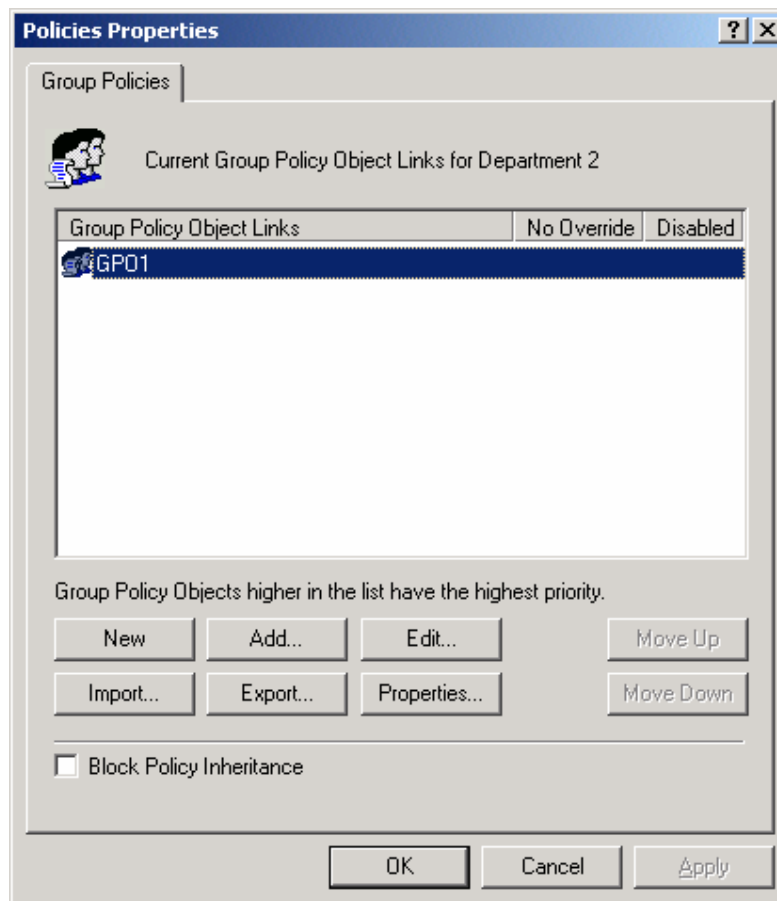 Policies Properties
Group Policies
Current Group Policy Object Links for Department 2
Group Policy Object Links No Override Disabled
GPO1
Group Policy Objects higher in the list have the highest priority.
New Add... Edit... Move Up
Import... Export... Properties... Move Down
Block Policy Inheritance
OK Cancel Apply